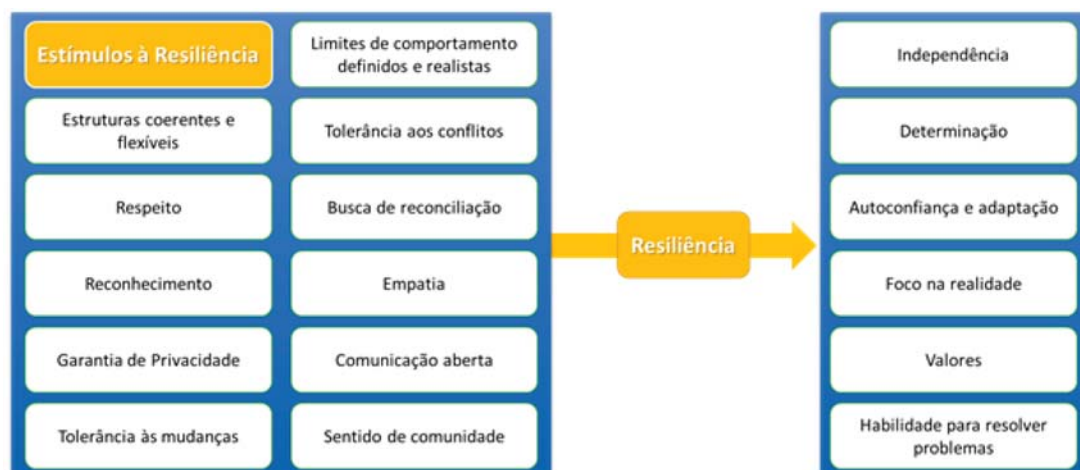 Estímulos à Resiliência
Estruturas coerentes e
flexíveis
Respeito
Reconhecimento
Garantia de Privacidade
Tolerância às mudanças
Limites de comportamento
definidos e realistas
Tolerância aos conflitos
Busca de reconciliação
Empatia
Comunicação aberta
Sentido de comunidade
Resiliência
Independência
Determinação
Autoconfiança e adaptação
Foco na realidade
Valores
Habilidade para resolver
problemas